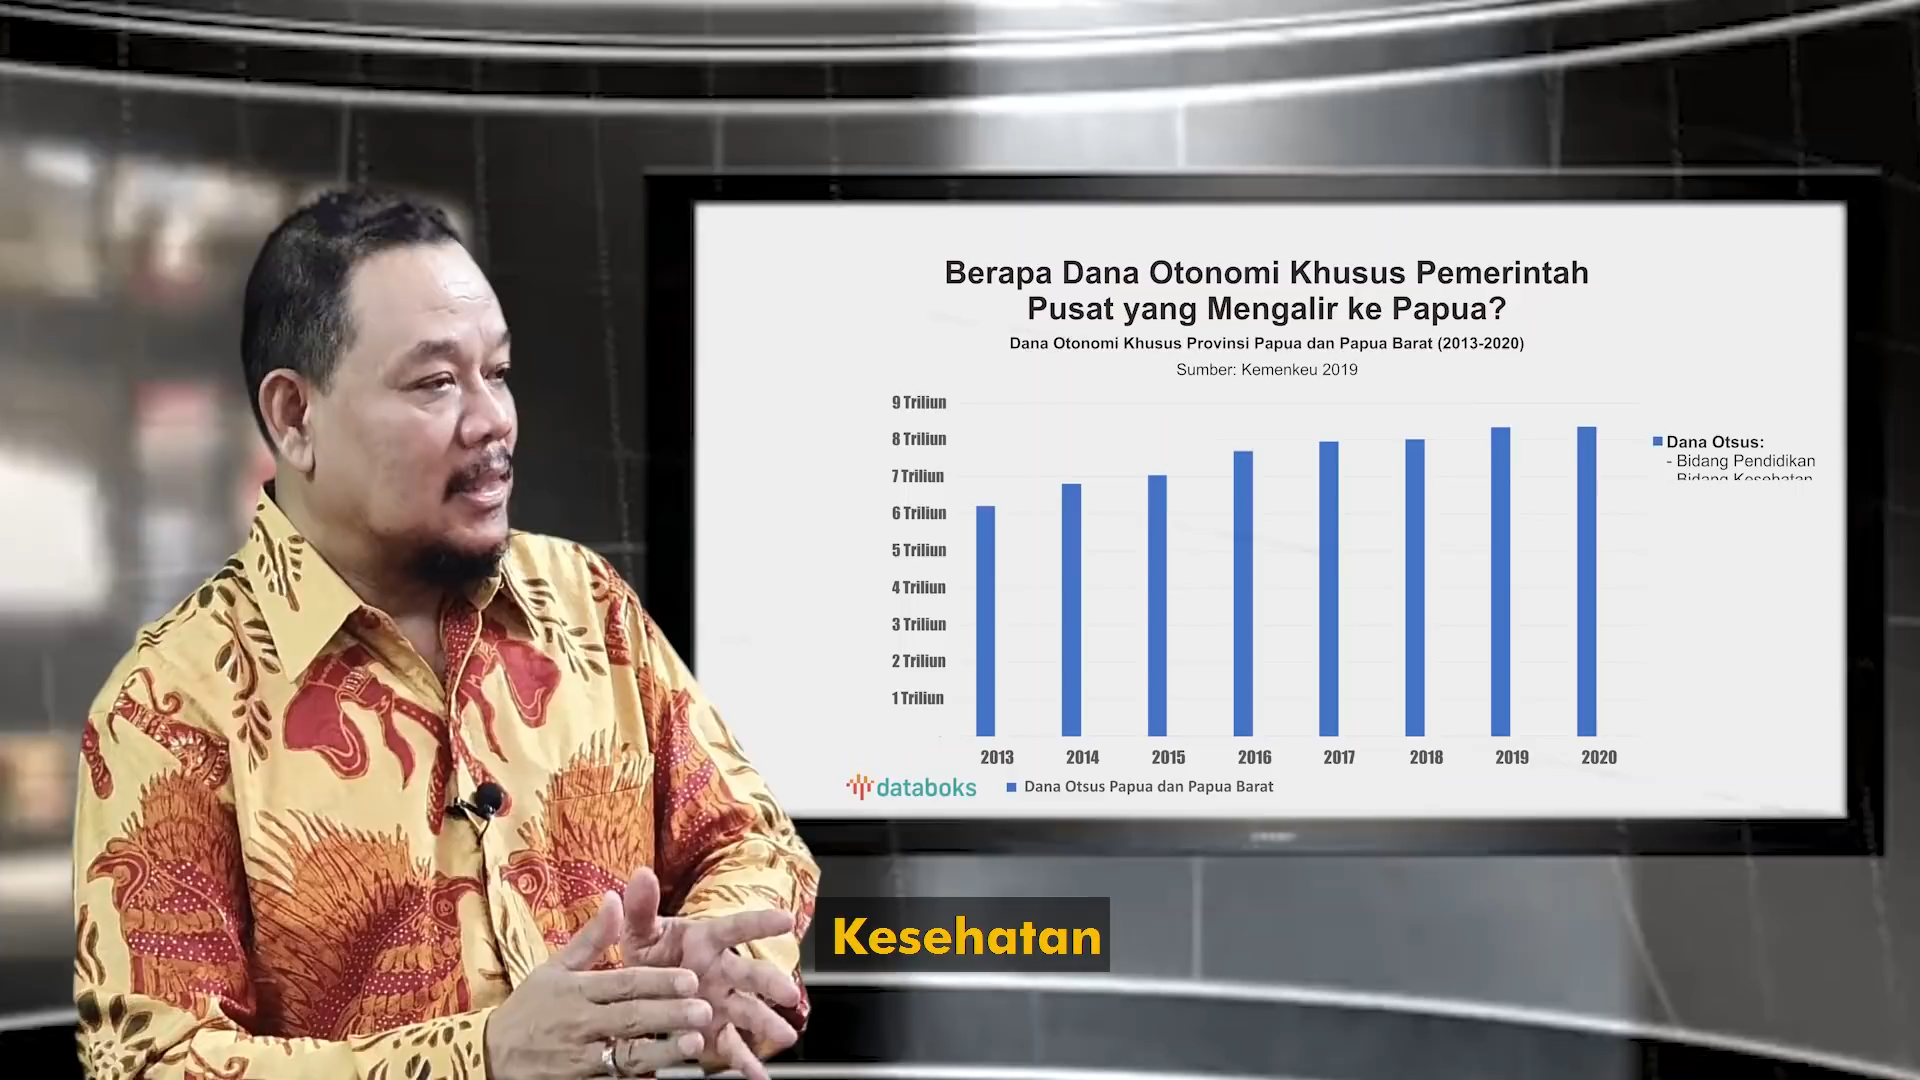 Berapa Dana Otonomi Khusus Pemerintah
Pusat yang Mengalir ke Papua?
Dana Otonomi Khusus Provinsi Papua dan Papua Barat (2013-2020)
Sumber: Kemenkeu 2019
9 Triliun
8 Triliun
7 Triliun
6 Triliun
5 Triliun
4 Triliun
3 Triliun
2 Triliun
1 Triliun
2013 2014 2015 2016 2017 2018 2019 2020
databoks
Dana Otsus Papua dan Papua Barat
Dana Otsus:
- Bidang Pendidikan
- Bidang Kesehatan
Kesehatan